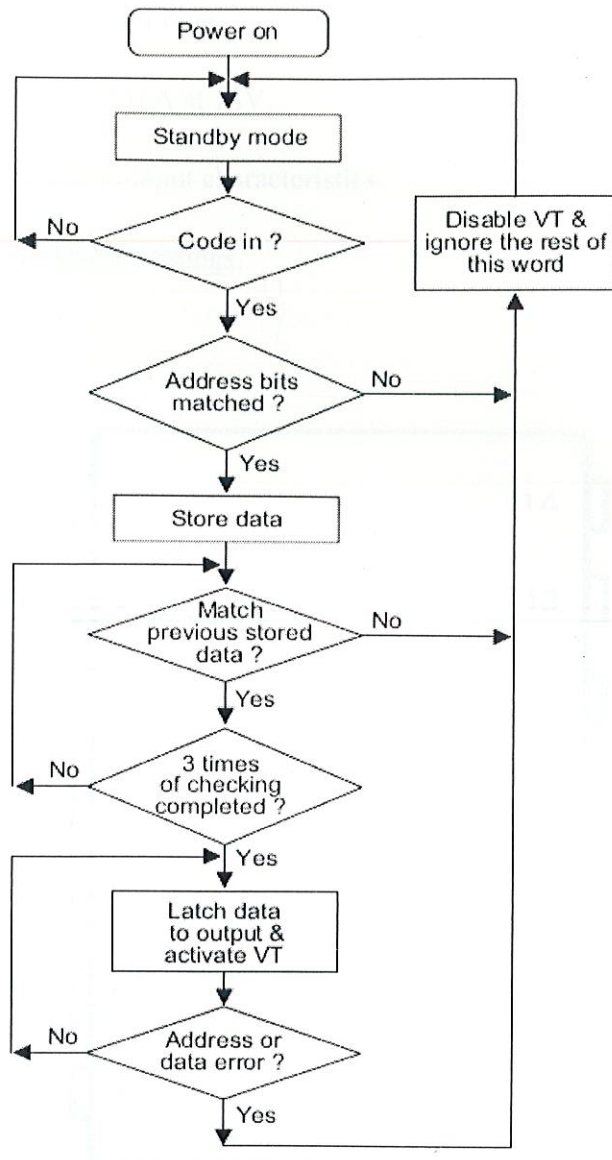 Power on
Standby mode
No
Code in ?
Disable VT &
ignore the rest of
this word
Yes
Address bits
matched ?
No
Yes
Store data
Match
previous stored
data ?
No
Yes
No
3 times
of checking
completed ?
Yes
Latch data
to output &
activate VT
No
Address or
data error ?
Yes